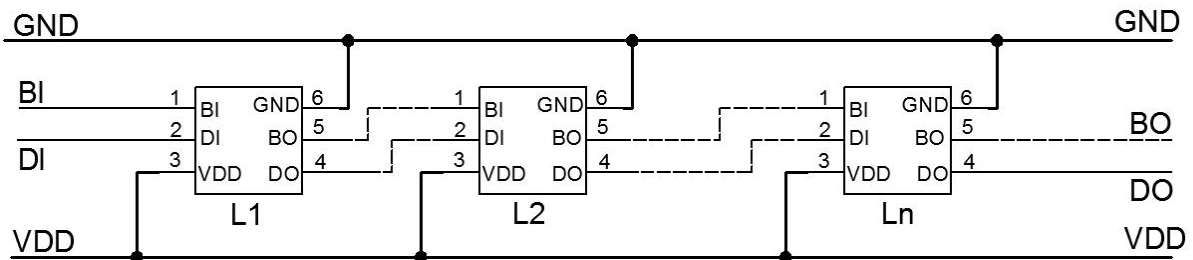 GND GND
BI 1 BI GND 6 1 BI GND 6 1 BI GND 6
DI 2 DI BO 5 2 DI BO 5 2 DI BO 5 BO
3 VDD DO 4 3 VDD DO 4 3 VDD DO 4 DO
L1 L2 Ln
VDD VDD